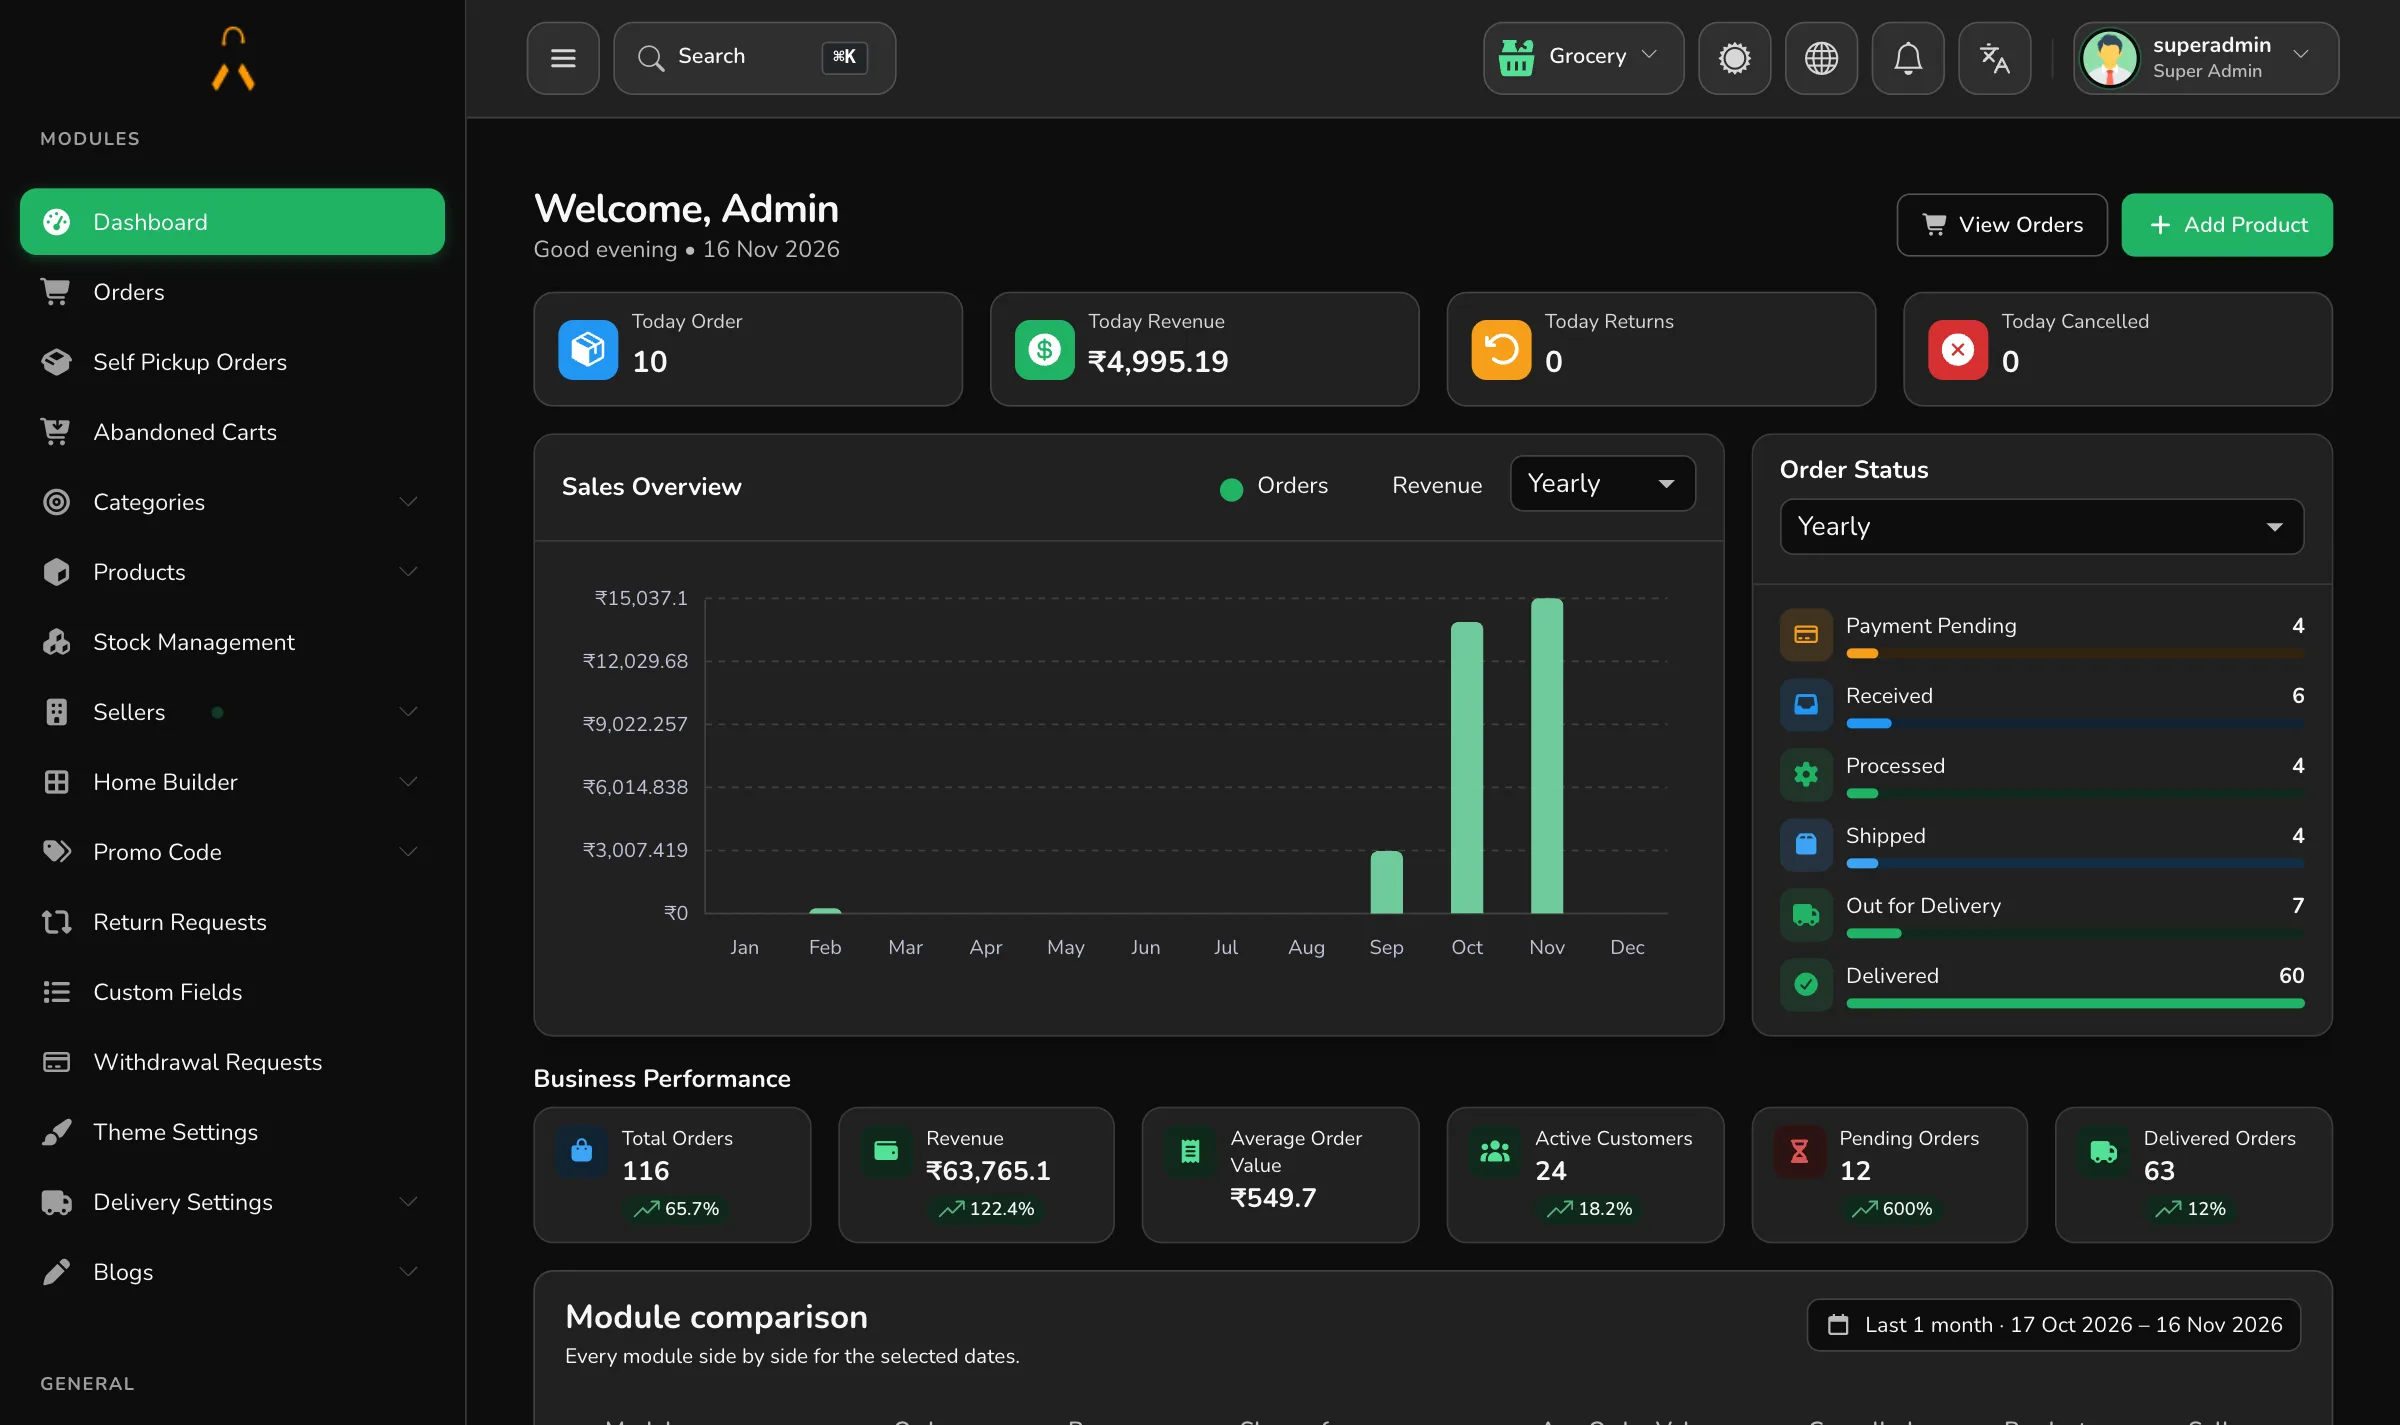 MODULES
Dashboard
Orders
Self Pickup Orders
Abandoned Carts
Categories
Products
Stock Management
Sellers
Home Builder
Promo Code
Return Requests
Custom Fields
Withdrawal Requests
Theme Settings
Delivery Settings
Blogs
GENERAL
Search
⌘K
Grocery
superadmin
Super Admin
Welcome, Admin
Good evening • 16 Nov 2026
View Orders
Add Product
Today Order
10
Today Revenue
₹4,995.19
Today Returns
0
Today Cancelled
0
Sales Overview
Orders
Revenue
Yearly
₹15,037.1
₹12,029.68
₹9,022.257
₹6,014.838
₹3,007.419
₹0
Jan Feb Mar Apr May Jun Jul Aug Sep Oct Nov Dec
Order Status
Yearly
Payment Pending 4
Received 6
Processed 4
Shipped 4
Out for Delivery 7
Delivered 60
Business Performance
Total Orders
116
65.7%
Revenue
₹63,765.1
122.4%
Average Order
Value
₹549.7
Active Customers
24
18.2%
Pending Orders
12
600%
Delivered Orders
63
12%
Module comparison
Every module side by side for the selected dates.
Last 1 month · 17 Oct 2026 – 16 Nov 2026